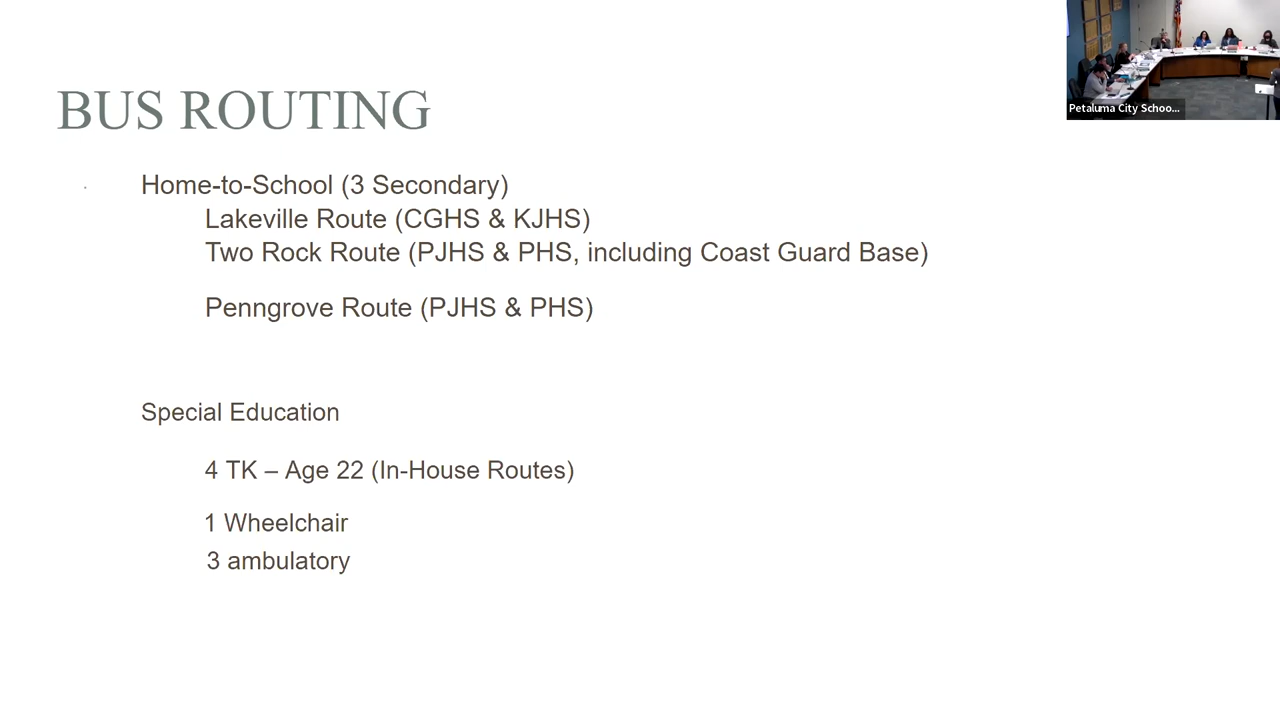 BUS ROUTING
Home-to-School (3 Secondary)
Lakeville Route (CGHS & KJHS)
Two Rock Route (PJHS & PHS, including Coast Guard Base)
Penngrove Route (PJHS & PHS)
Special Education
4 TK – Age 22 (In-House Routes)
1 Wheelchair
3 ambulatory
Petaluma City Schoo...